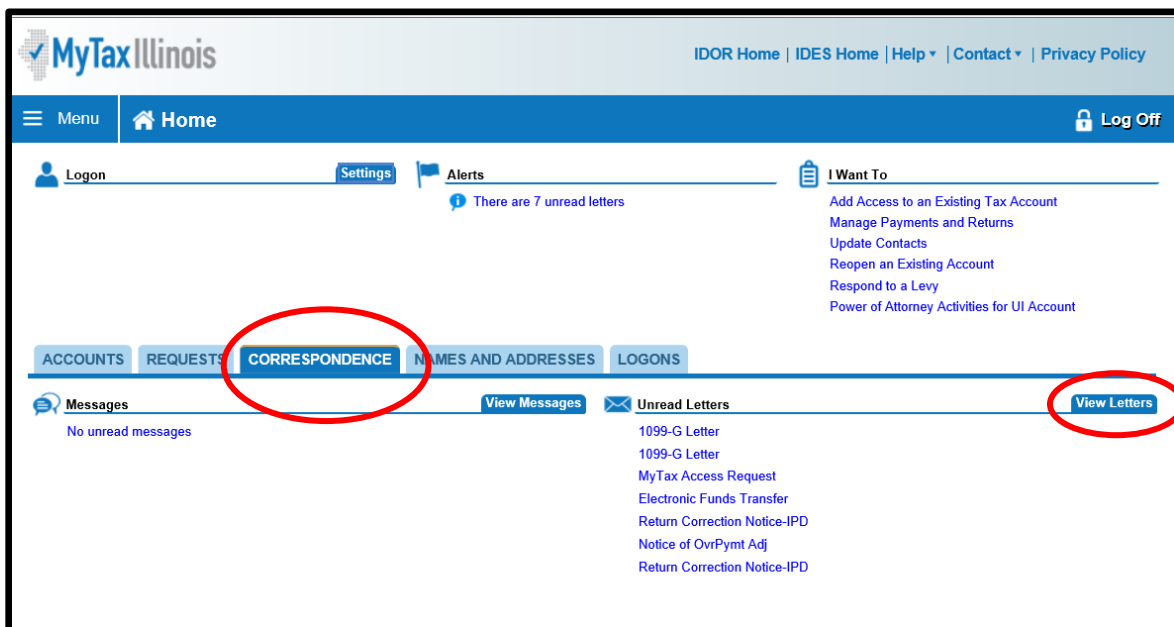 MyTax Illinois
IDOR Home | IDES Home | Help | Contact | Privacy Policy
Menu Home Log Off
Logon Settings
Alerts
There are 7 unread letters
I Want To
Add Access to an Existing Tax Account
Manage Payments and Returns
Update Contacts
Reopen an Existing Account
Respond to a Levy
Power of Attorney Activities for UI Account
ACCOUNTS REQUESTS CORRESPONDENCE NAMES AND ADDRESSES LOGONS
Messages View Messages
No unread messages
Unread Letters View Letters
1099-G Letter
1099-G Letter
MyTax Access Request
Electronic Funds Transfer
Return Correction Notice-IPD
Notice of OvrPymt Adj
Return Correction Notice-IPD